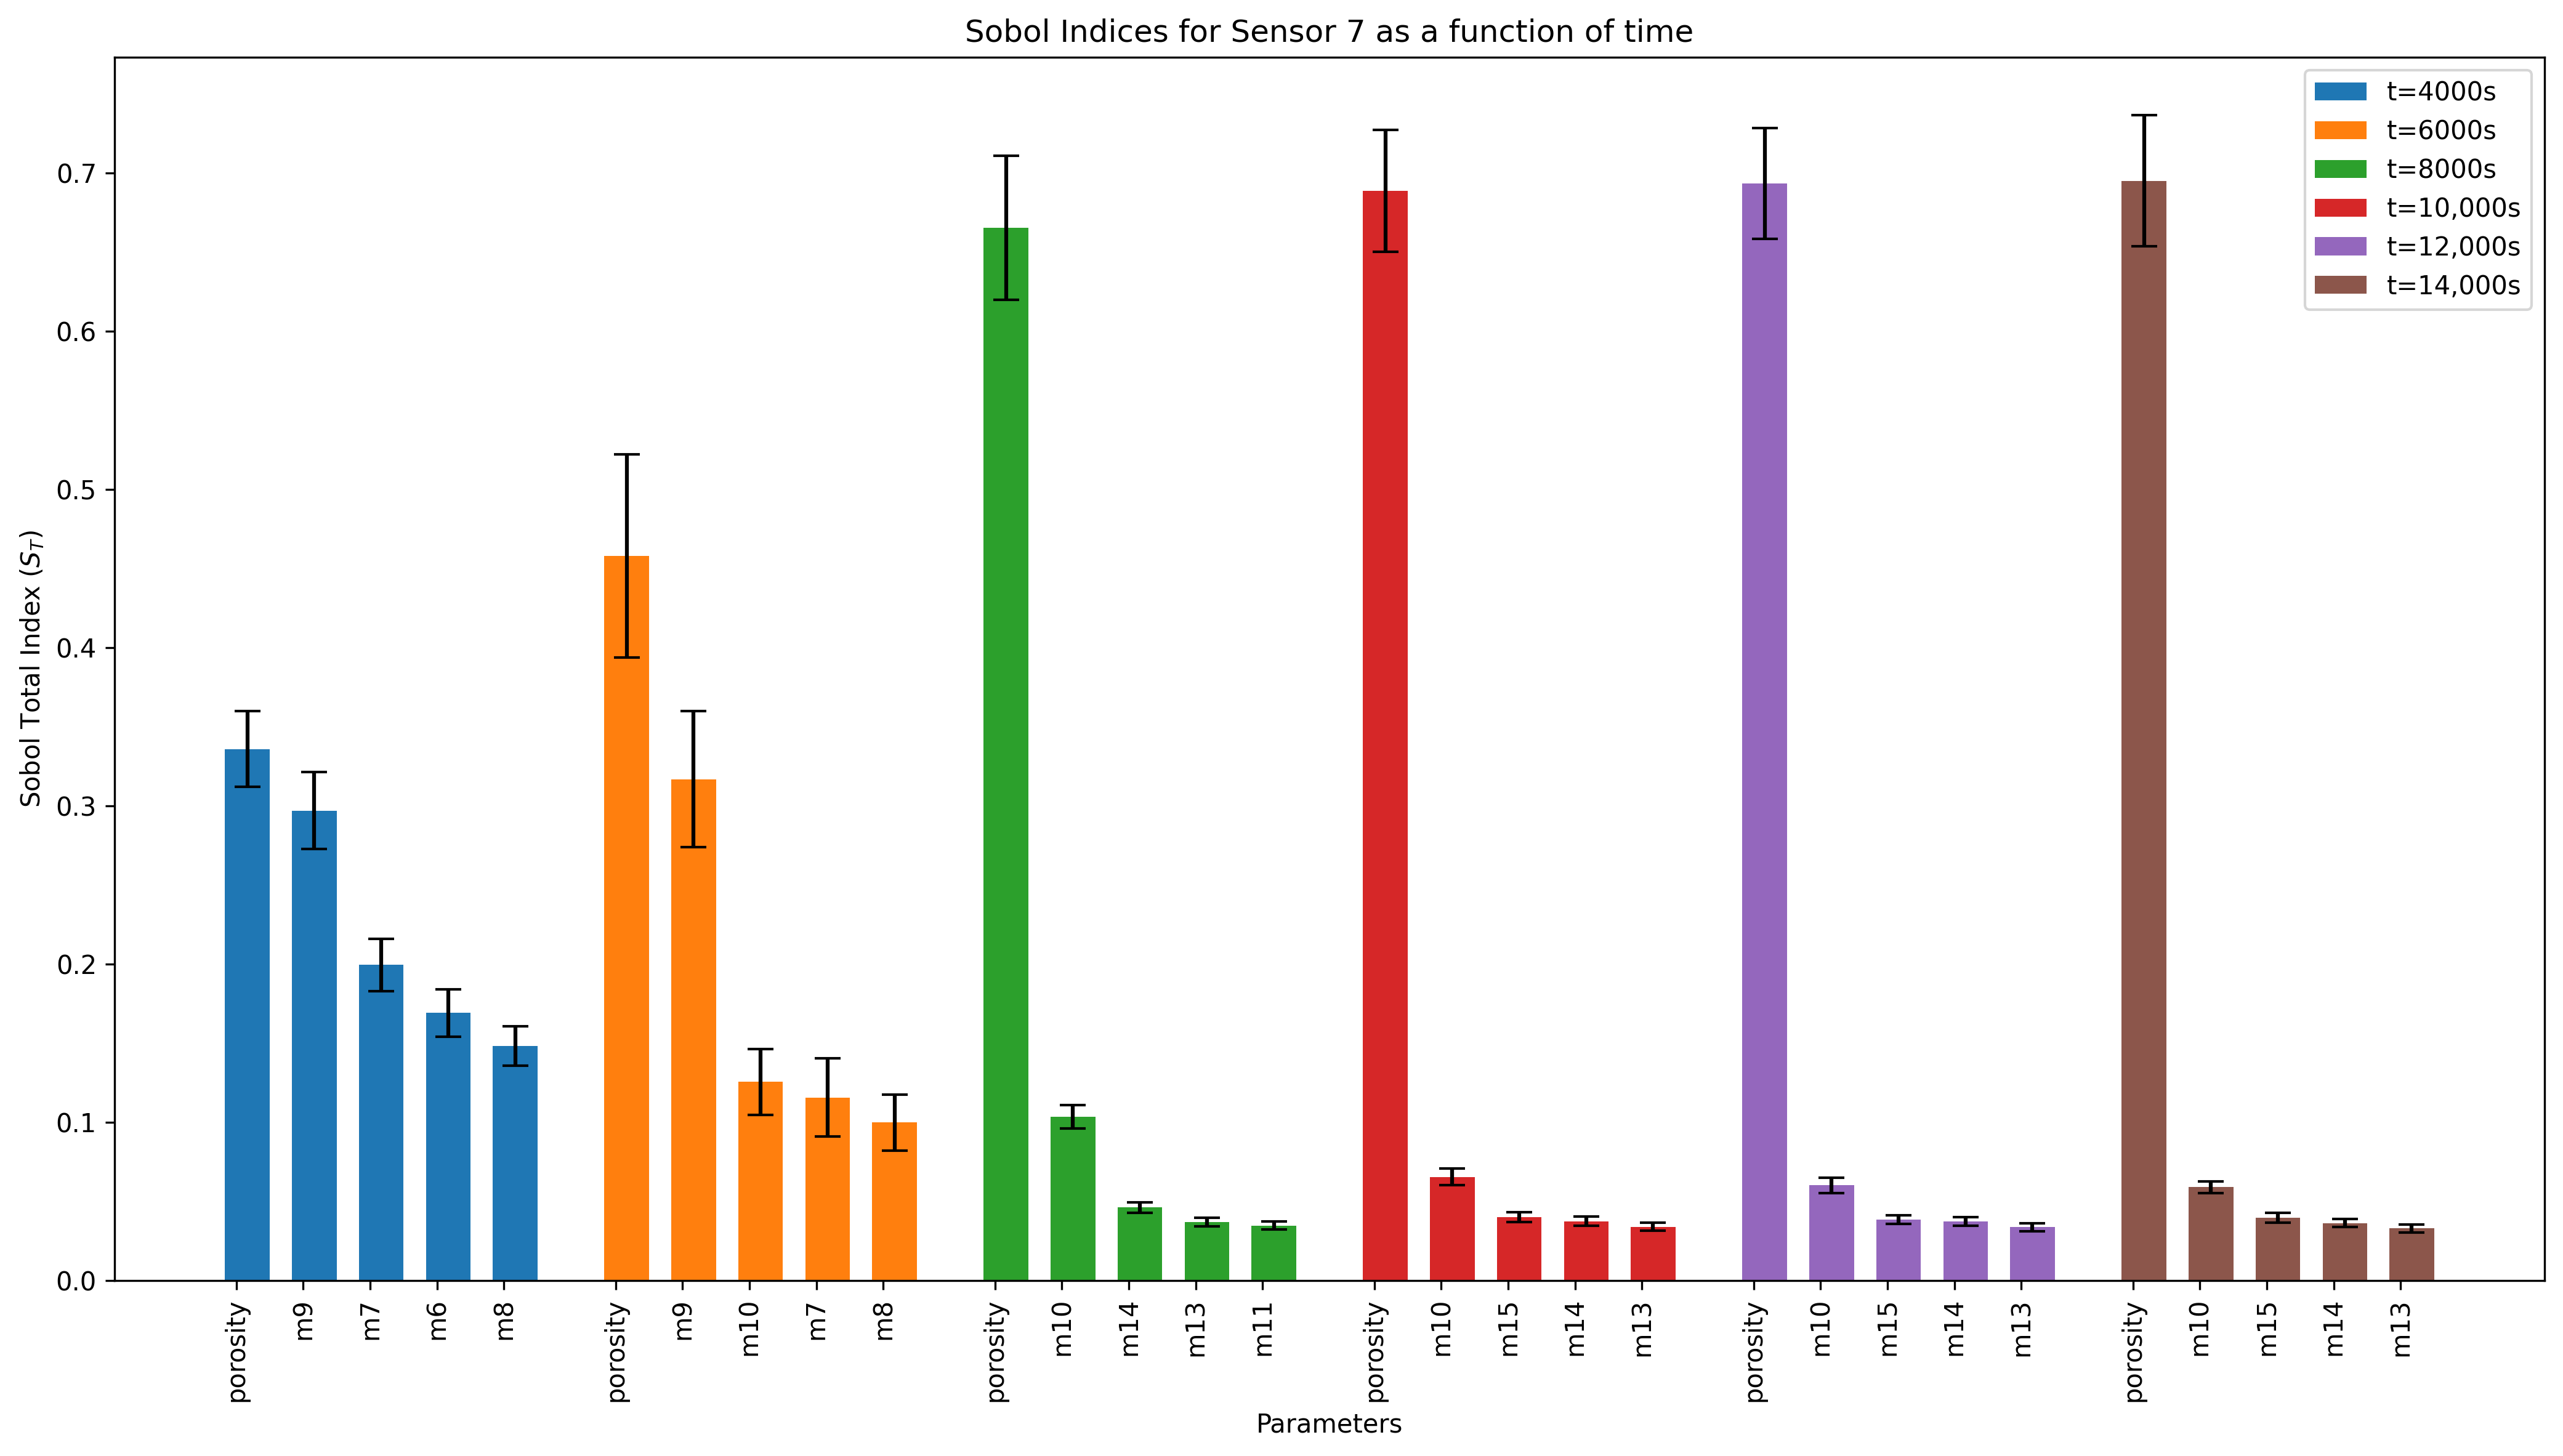 Sobol Indices for Sensor 7 as a function of time
t=4000s
t=6000s
t=8000s
t=10,000s
t=12,000s
t=14,000s
Sobol Total Index (S_T)
0.7
0.6
0.5
0.4
0.3
0.2
0.1
0.0
porosity
m9
m7
m6
m8
porosity
m9
m10
m7
m8
porosity
m10
m14
m13
m11
porosity
m10
m15
m14
m13
porosity
m10
m15
m14
m13
porosity
m10
m15
m14
m13
Parameters